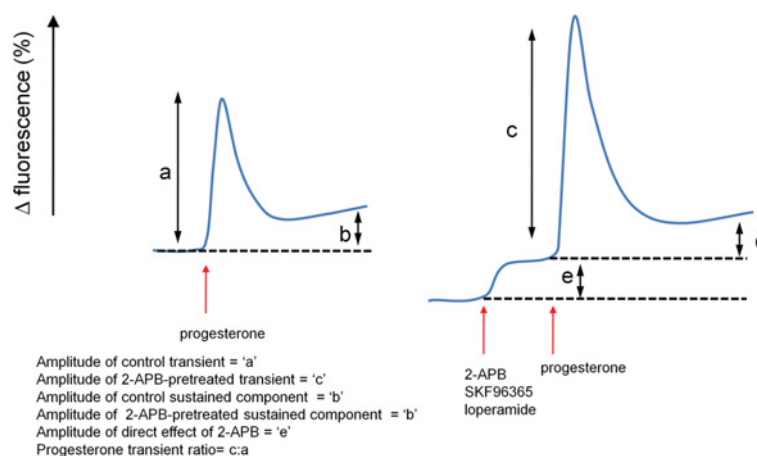 Δ fluorescence (%)
a
b
progesterone
c
e
2-APB
SKF96365
loperamide
progesterone
Amplitude of control transient = ‘a’
Amplitude of 2-APB-pretreated transient = ‘c’
Amplitude of control sustained component = ‘b’
Amplitude of 2-APB-pretreated sustained component = ‘b’
Amplitude of direct effect of 2-APB = ‘e’
Progesterone transient ratio= c:a